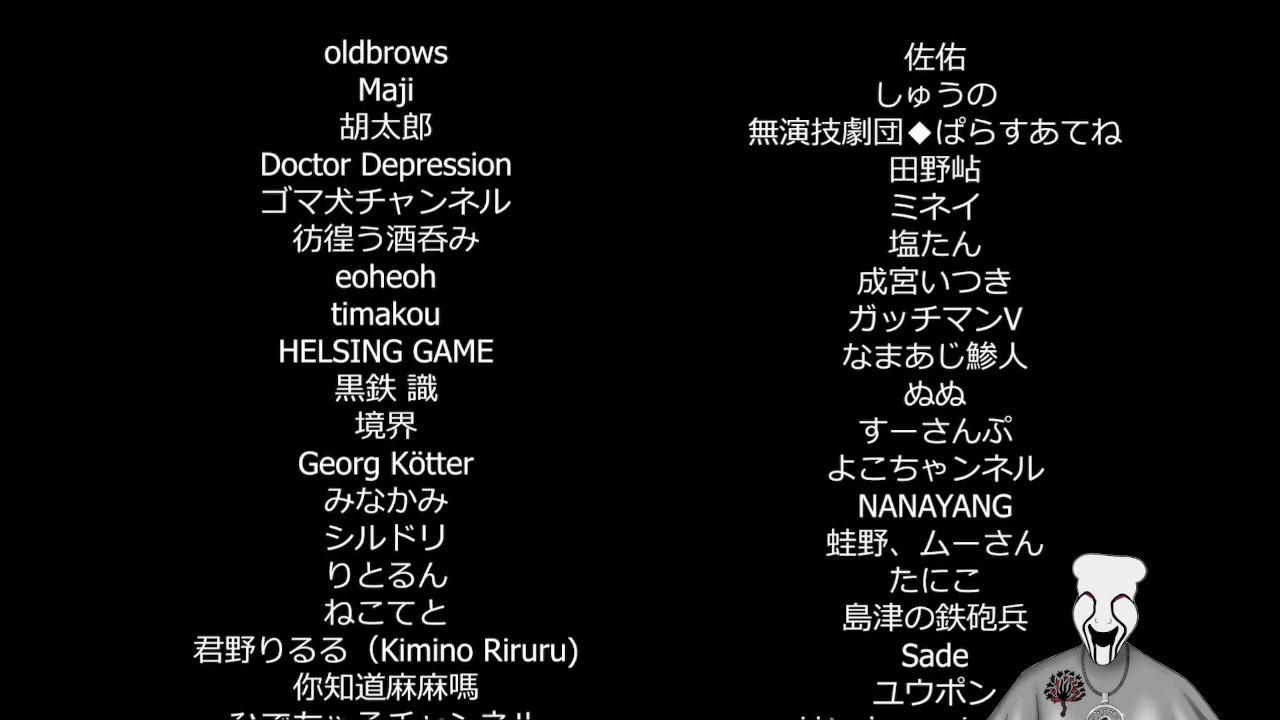 oldbrows
Maji
胡太郎
Doctor Depression
ゴマ犬チャンネル
彷徨う酒呑み
eoheoh
timakou
HELSING GAME
黒鉄 識
境界
Georg Kötter
みなかみ
シルドリ
りとるん
ねこてと
君野りるる（Kimino Riruru)
你知道麻麻嗎
佐佑
しゅうの
無演技劇団◆ぱらすあてね
田野岾
ミネイ
塩たん
成宮いつき
ガッチマンV
なまあじ鯵人
ぬぬ
すーさんぷ
よこちゃンネル
NANAYANG
蛙野、ムーさん
たにこ
島津の鉄砲兵
Sade
ユウポン